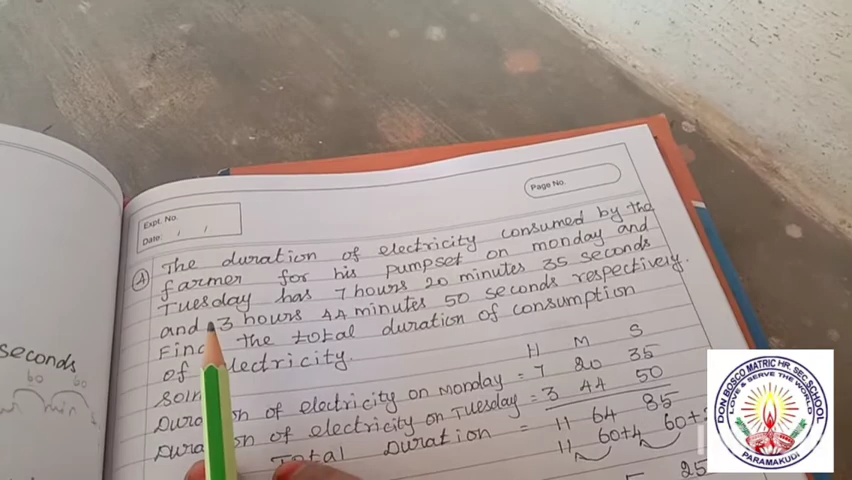 Expt. No.
Date: / /
Page No.
(4) The duration of electricity consumed by the
farmer for his pumpset on monday and
Tuesday has 7 hours 20 minutes 35 seconds
and 3 hours 44 minutes 50 seconds respectively.
Find the total duration of consumption
of electricity.
Soln
H M S
Duration of electricity on Monday = 7 20 35
Duration of electricity on Tuesday = 3 44 50
Total Duration = 11 64 85
11 60+4 60+
25
seconds
60 60
min
DON BOSCO MATRIC HR. SEC SCHOOL
LOVE & SERVE THE WORLD
PARAMAKUDI